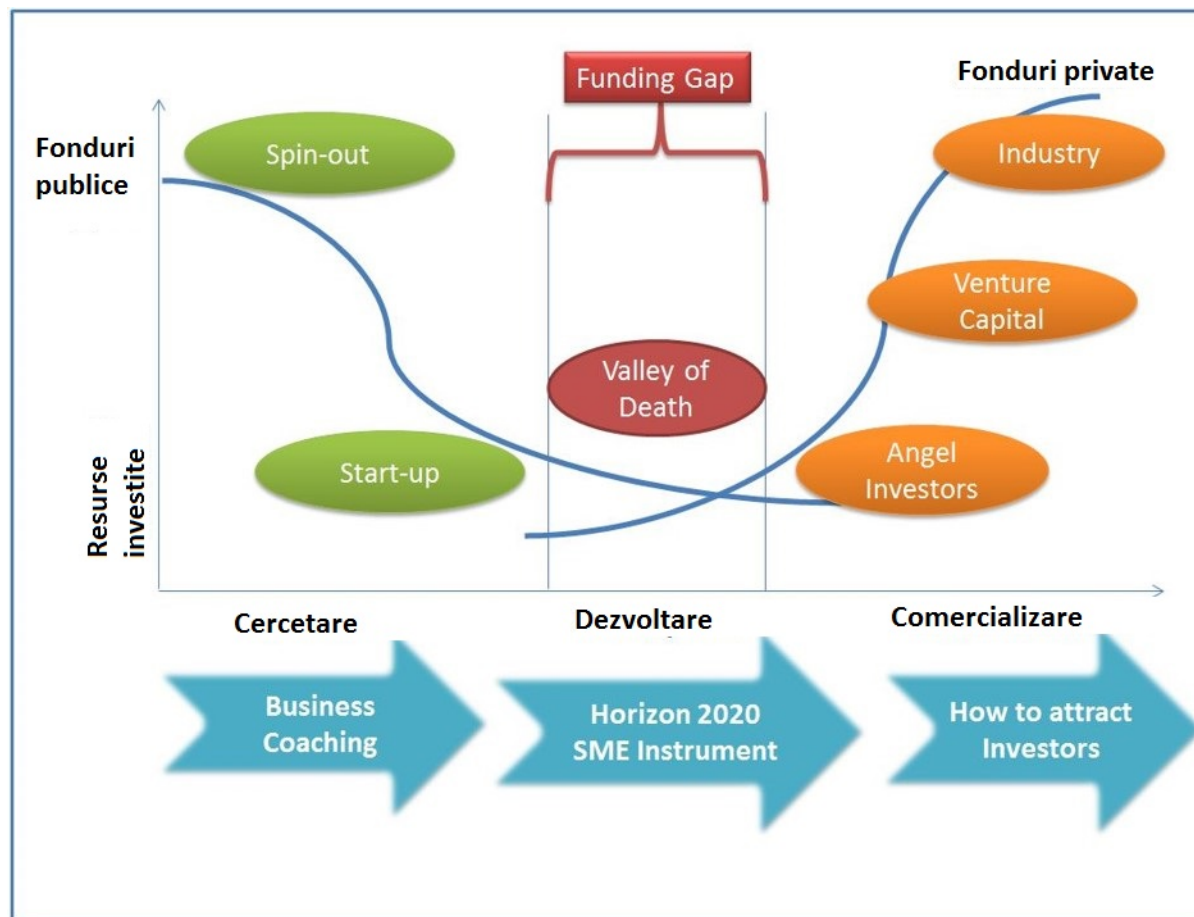 Funding Gap
Fonduri private
Fonduri
publice
Spin-out
Industry
Venture
Capital
Valley of
Death
Start-up
Angel
Investors
Resurse
investite
Cercetare
Dezvoltare
Comercializare
Business
Coaching
Horizon 2020
SME Instrument
How to attract
Investors